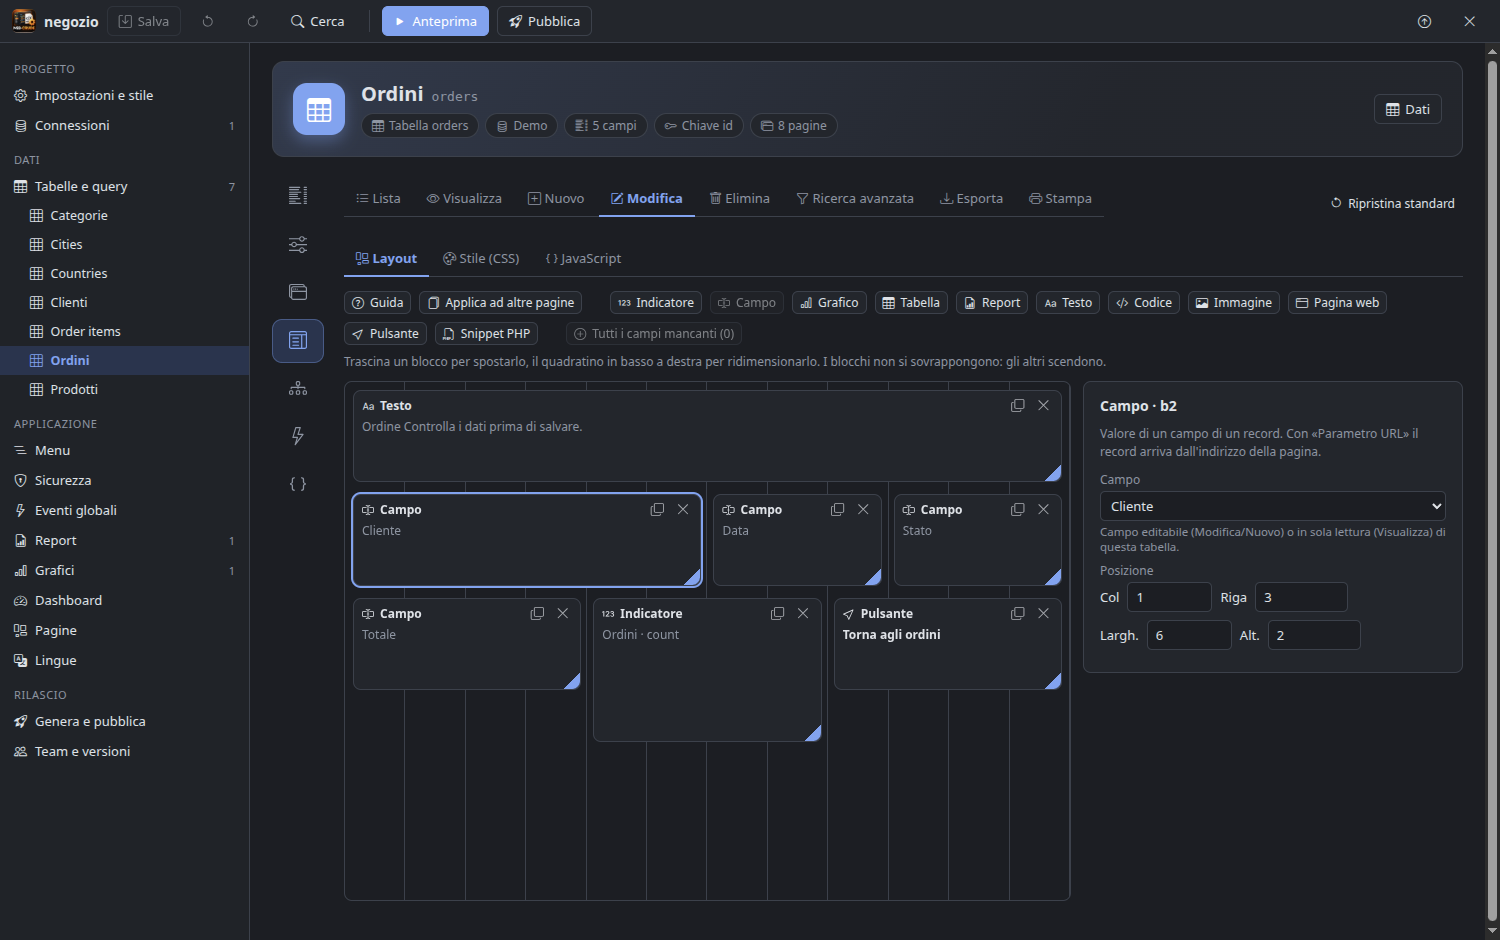 negozio
Salva
Cerca
Anteprima
Pubblica
PROGETTO
Impostazioni e stile
Connessioni 1
DATI
Tabelle e query 7
Categorie
Cities
Countries
Clienti
Order items
Ordini
Prodotti
APPLICAZIONE
Menu
Sicurezza
Eventi globali
Report 1
Grafici 1
Dashboard
Pagine
Lingue
RILASCIO
Genera e pubblica
Team e versioni
Ordini orders
Tabella orders
Demo
5 campi
Chiave id
8 pagine
Dati
Lista
Visualizza
Nuovo
Modifica
Elimina
Ricerca avanzata
Esporta
Stampa
Ripristina standard
Layout
Stile (CSS)
{ } JavaScript
Guida
Applica ad altre pagine
123 Indicatore
Campo
Grafico
Tabella
Report
Aa Testo
Codice
Immagine
Pagina web
Pulsante
Snippet PHP
Tutti i campi mancanti (0)
Trascina un blocco per spostarlo, il quadratino in basso a destra per ridimensionarlo. I blocchi non si sovrappongono: gli altri scendono.
Aa Testo
Ordine Controlla i dati prima di salvare.
Campo
Cliente
Campo
Data
Campo
Stato
Campo
Totale
123 Indicatore
Ordini · count
Pulsante
Torna agli ordini
Campo · b2
Valore di un campo di un record. Con «Parametro URL» il
record arriva dall'indirizzo della pagina.
Campo
Cliente
Campo editabile (Modifica/Nuovo) o in sola lettura (Visualizza) di
questa tabella.
Posizione
Col 1 Riga 3
Largh. 6 Alt. 2